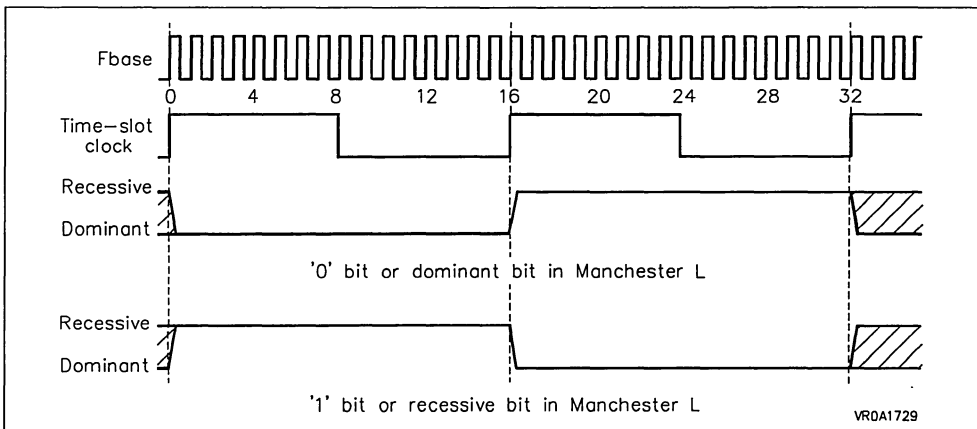 Fbase
0 4 8 12 16 20 24 28 32
Time-slot
clock
Recessive
Dominant
'0' bit or dominant bit in Manchester L
Recessive
Dominant
'1' bit or recessive bit in Manchester L
VR0A1729